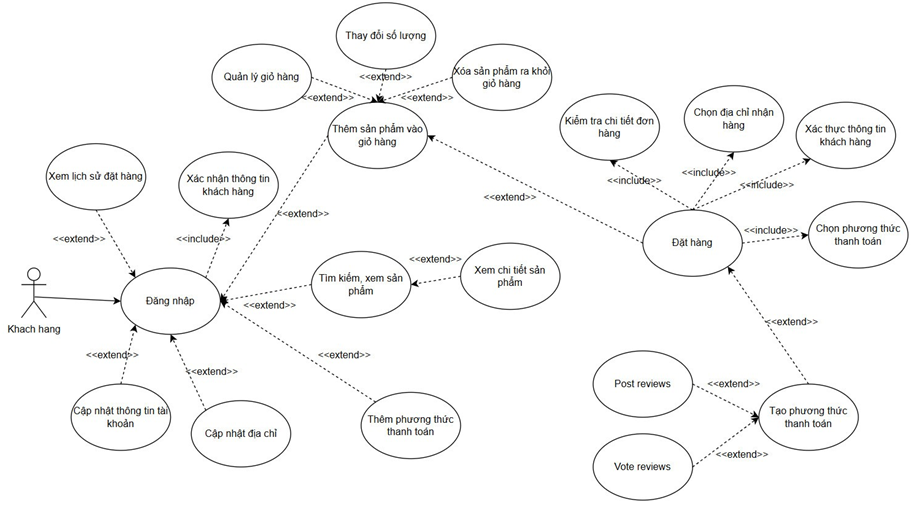 Thay đổi số lượng
Quản lý giỏ hàng
<<extend>>
Xóa sản phẩm ra khỏi
giỏ hàng
<<extend>>
<<extend>>
Thêm sản phẩm vào
giỏ hàng
Kiểm tra chi tiết đơn
hàng
Chọn địa chỉ nhận
hàng
Xác thực thông tin
khách hàng
Xem lịch sử đặt hàng
Xác nhận thông tin
khách hàng
<<include>>
<<include>>
<<include>>
<<extend>>
<<extend>>
<<extend>>
<<include>>
Đặt hàng
<<include>>
Chọn phương thức
thanh toán
<<extend>>
Tìm kiếm, xem sản
phẩm
Xem chi tiết sản
phẩm
Đăng nhập
<<extend>>
Khach hang
<<extend>>
<<extend>>
<<extend>>
<<extend>>
Post reviews
<<extend>>
Cập nhật thông tin tài
khoản
Cập nhật địa chỉ
Thêm phương thức
thanh toán
Tạo phương thức
thanh toán
<<extend>>
Vote reviews